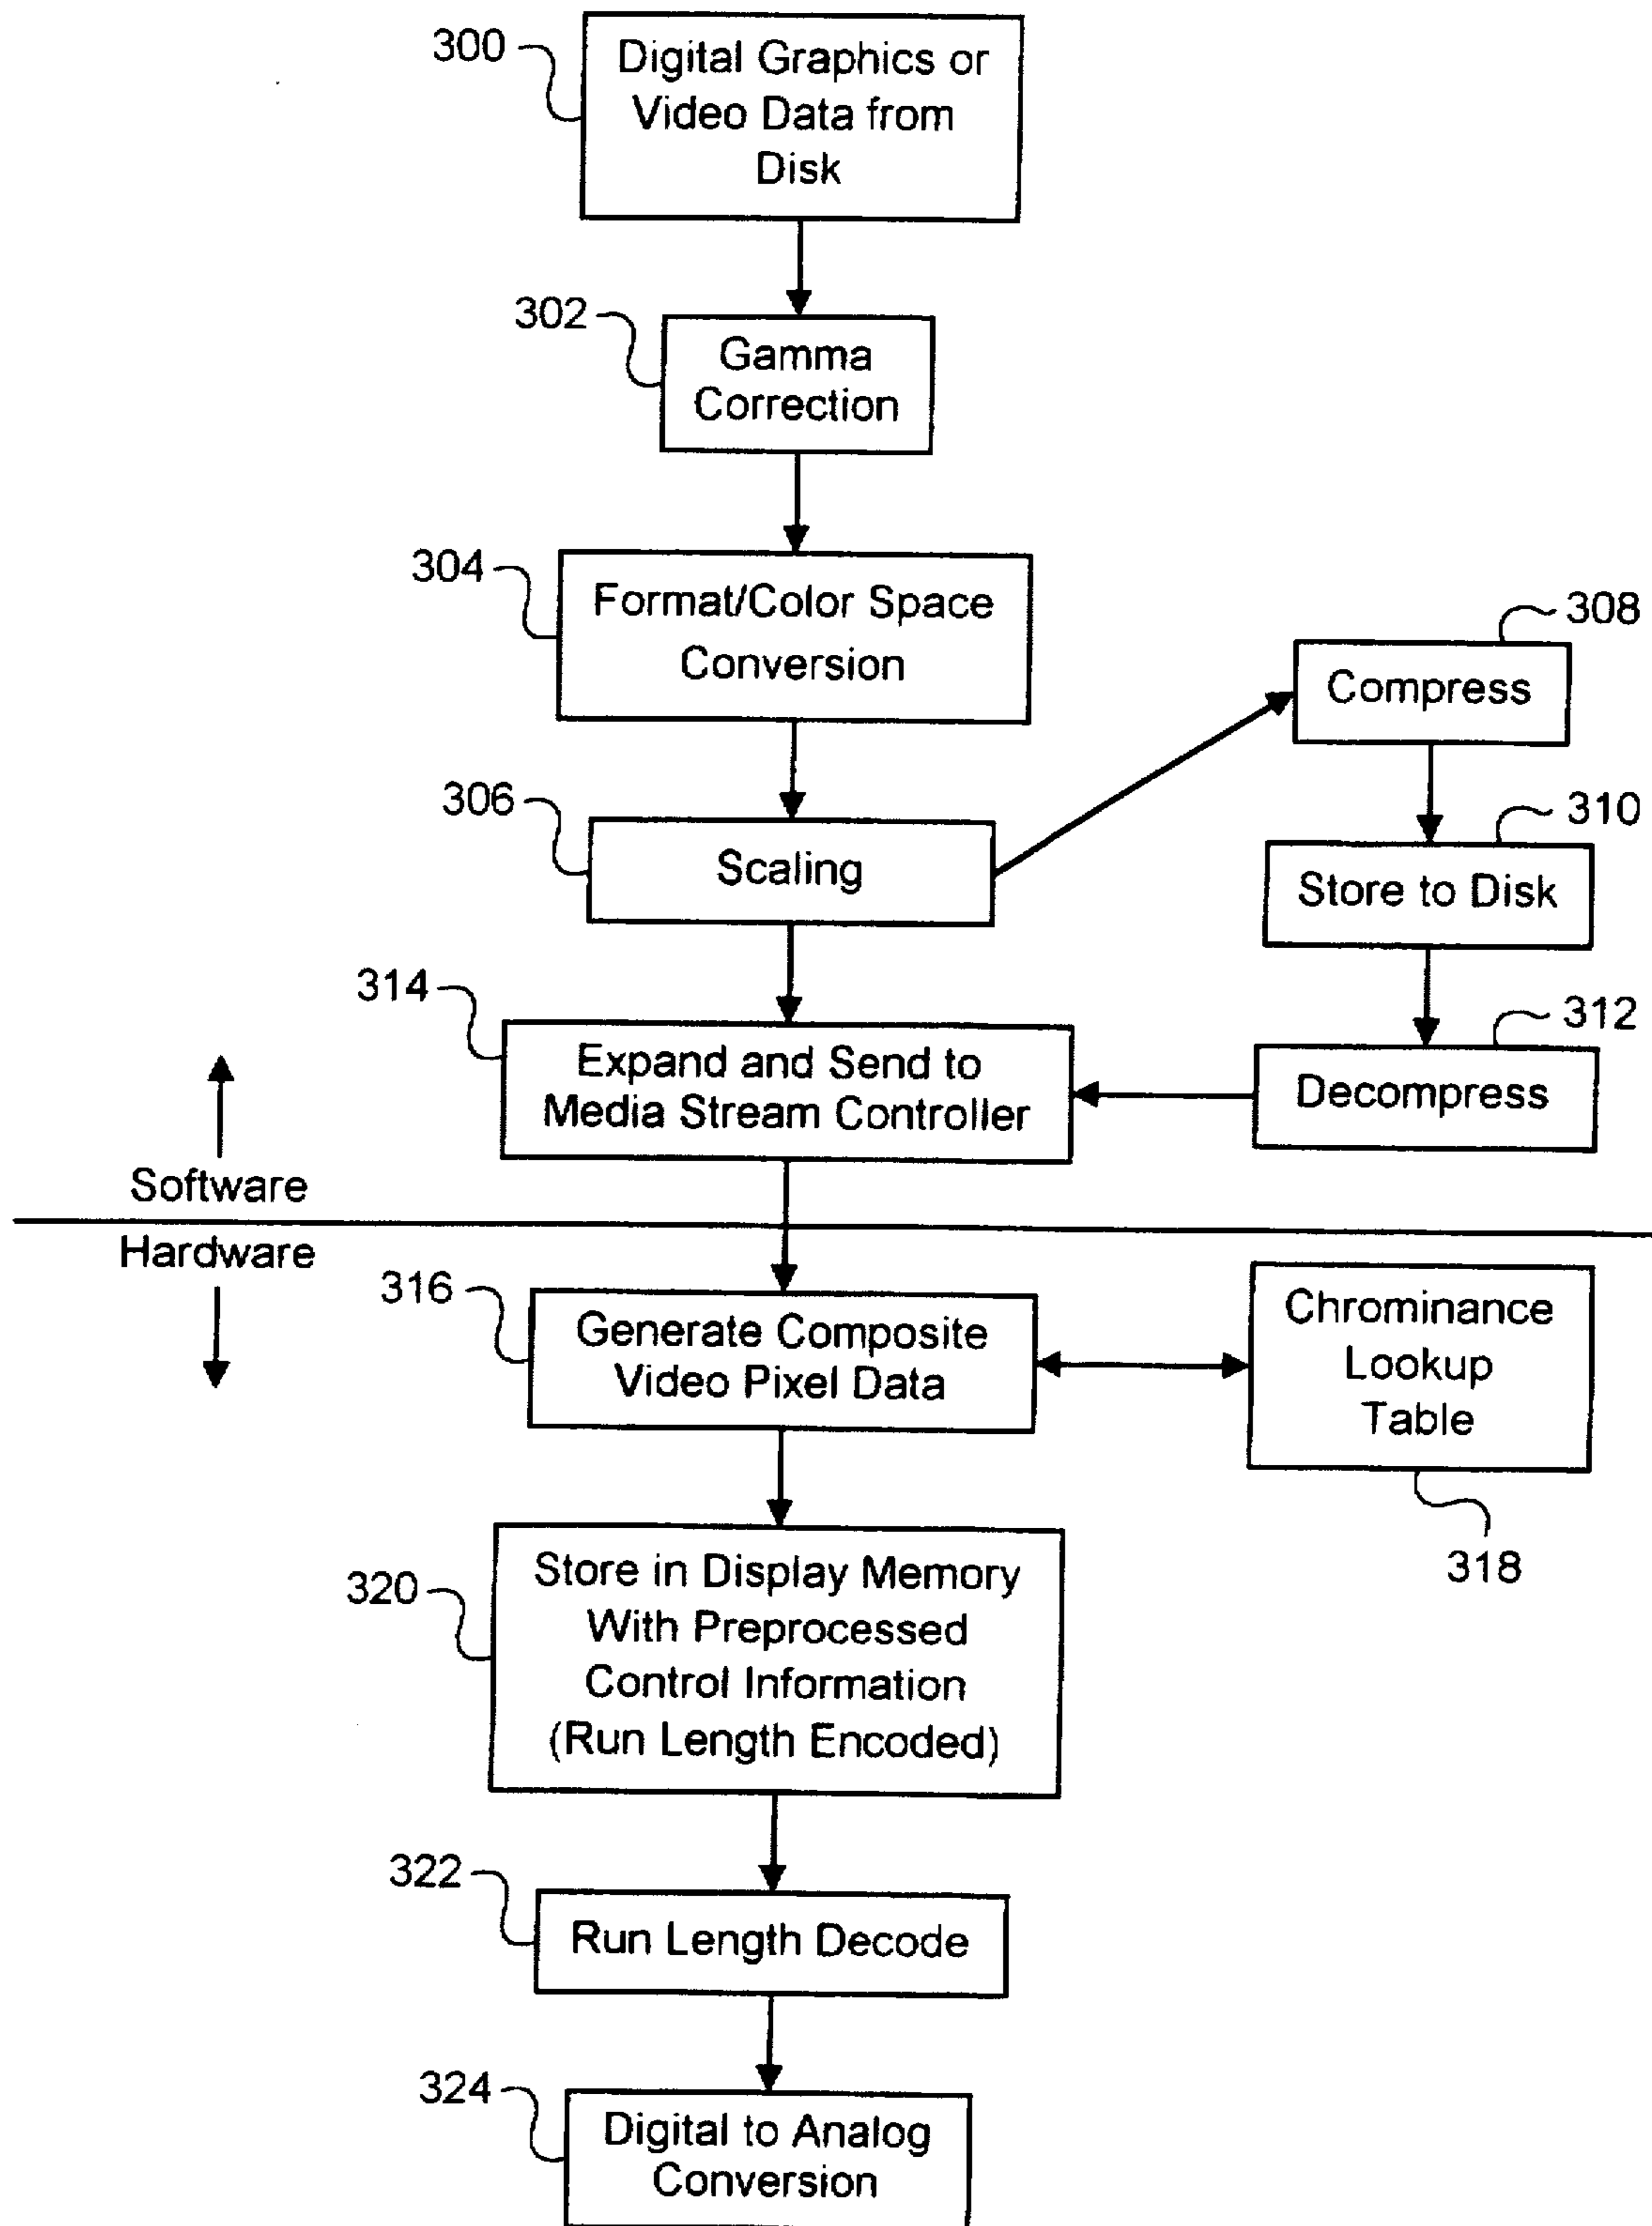 300
Digital Graphics or
Video Data from
Disk
302
Gamma
Correction
304
Format/Color Space
Conversion
308
Compress
306
Scaling
310
Store to Disk
314
Expand and Send to
Media Stream Controller
312
Decompress
Software
Hardware
316
Generate Composite
Video Pixel Data
Chrominance
Lookup
Table
318
320
Store in Display Memory
With Preprocessed
Control Information
(Run Length Encoded)
322
Run Length Decode
324
Digital to Analog
Conversion